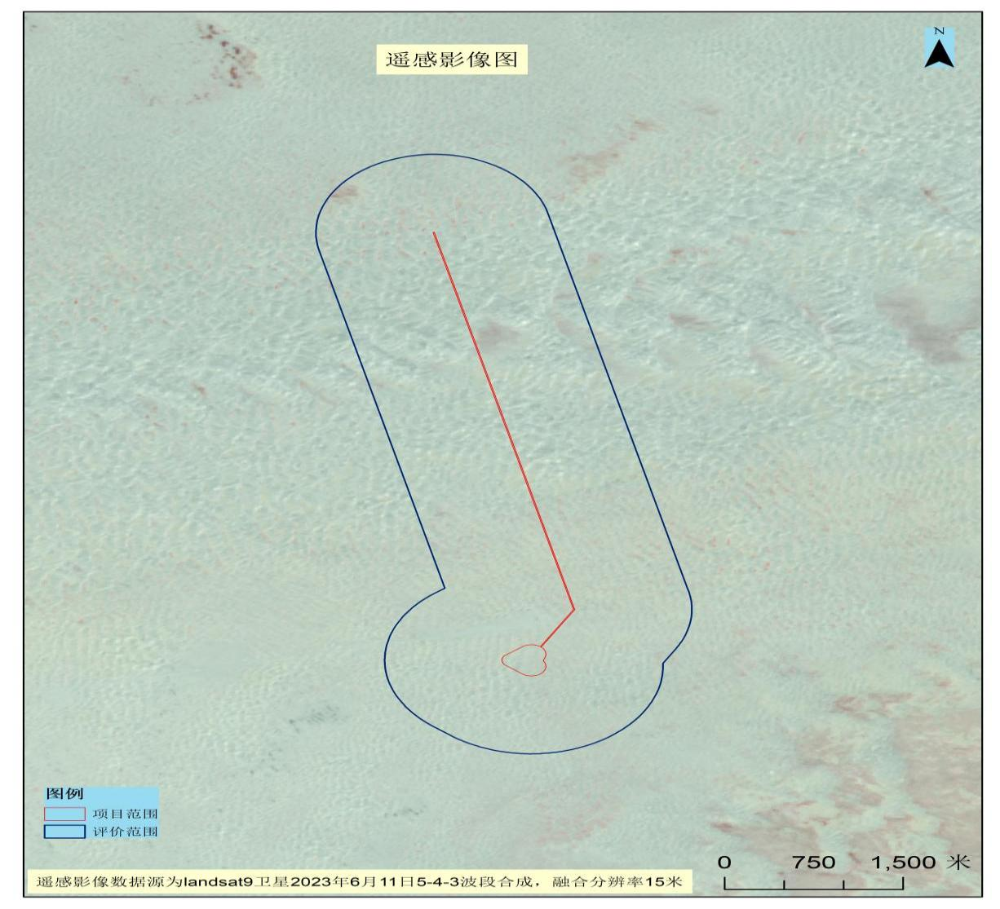 遥感影像图
N
图例
项目范围
评价范围
0 750 1,500 米
遥感影像数据源为landsat9卫星2023年6月11日5-4-3波段合成，融合分辨率15米